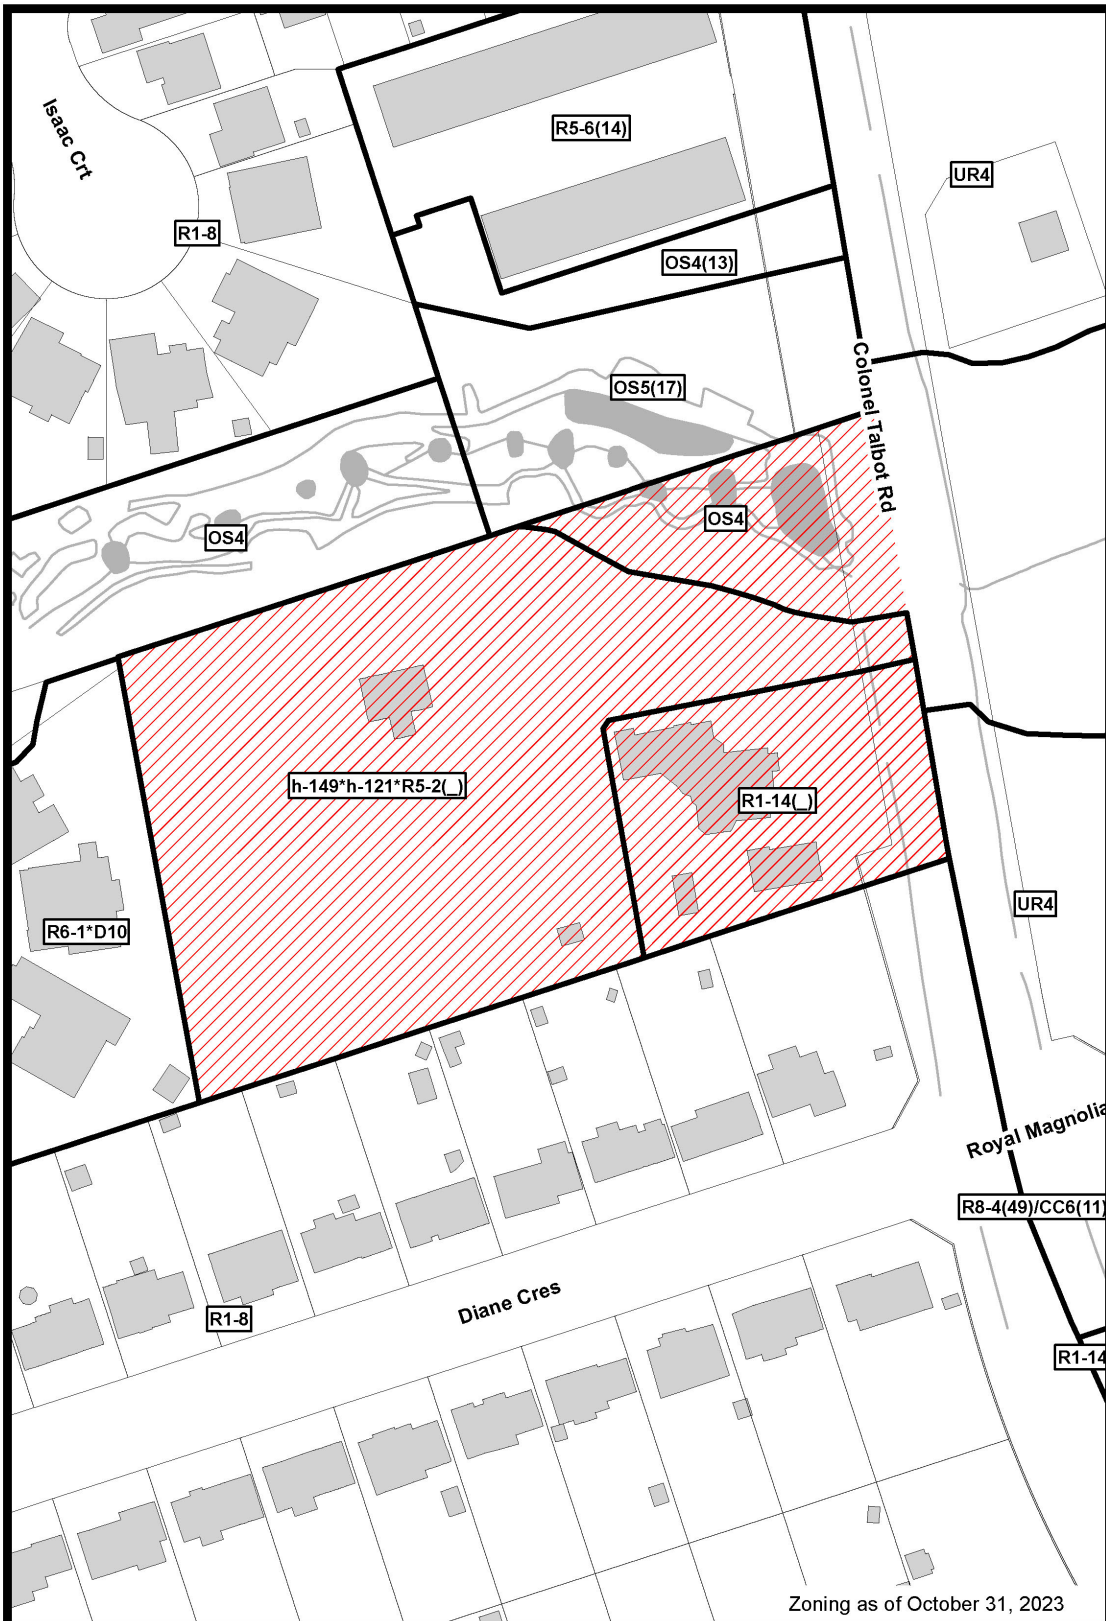 Isaac Crt
R5-6(14)
UR4
R1-8
OS4(13)
Colonel Talbot Rd
OS5(17)
OS4
OS4
h-149*h-121*R5-2(_)
R1-14(_)
UR4
R6-1*D10
Royal Magnolia
R8-4(49)/CC6(11)
Diane Cres
R1-8
R1-14
Zoning as of October 31, 2023